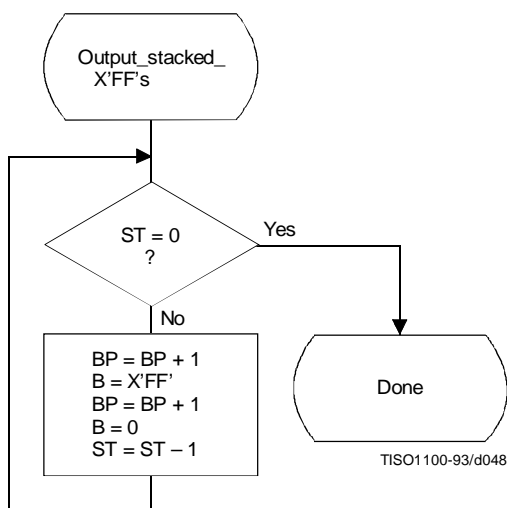 Output_stacked_
X'FF's
ST = 0
?
Yes
No
BP = BP + 1
B = X'FF'
BP = BP + 1
B = 0
ST = ST – 1
Done
TISO1100-93/d048